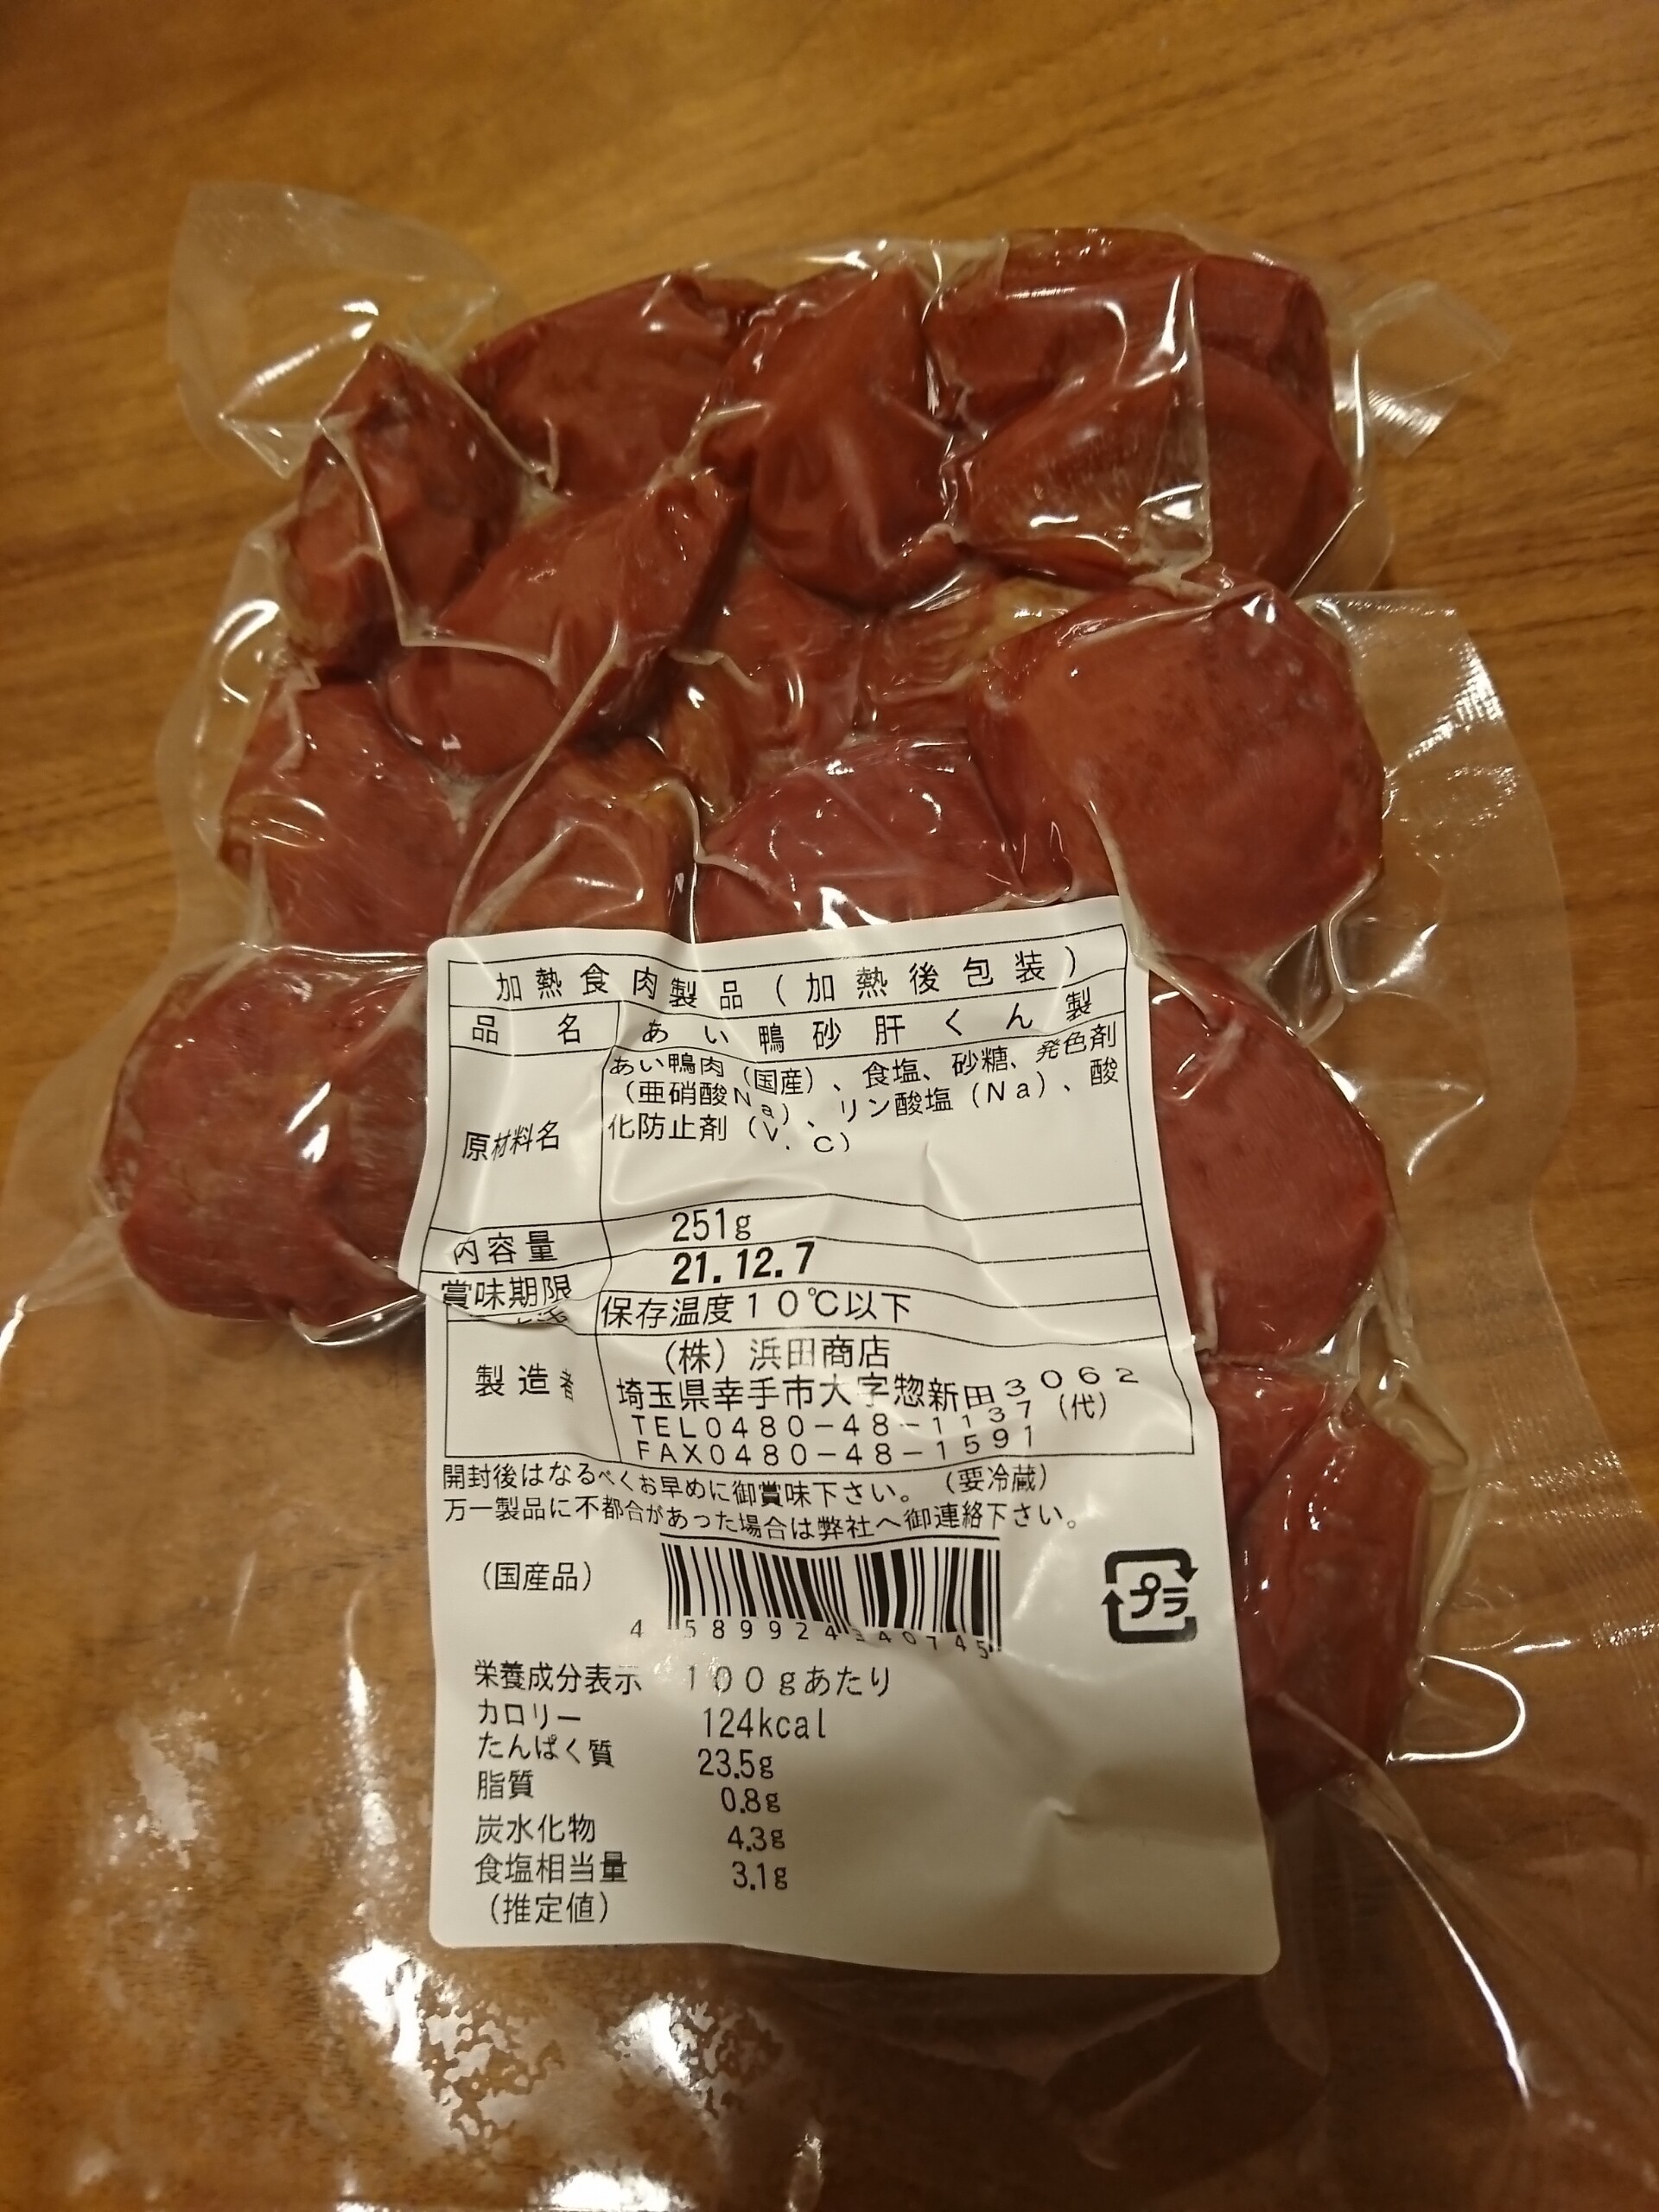 加熱食肉製品(加熱後包装)
品名 あい鴨砂肝くん製
原材料名 あい鴨肉(国産)、食塩、砂糖、発色剤
(亜硝酸Na)、リン酸塩(Na)、酸
化防止剤(V.C)
内容量 251g
賞味期限 21.12.7
保存温度10℃以下
製造者 (株)浜田商店
埼玉県幸手市大字惣新田3062
TEL0480-48-1137(代)
FAX0480-48-1591
開封後はなるべくお早めに御賞味下さい。(要冷蔵)
万一製品に不都合があった場合は弊社へ御連絡下さい。
(国産品)
4 589924 340745
プラ
栄養成分表示 100gあたり
カロリー 124kcal
たんぱく質 23.5g
脂質 0.8g
炭水化物 4.3g
食塩相当量 3.1g
(推定値)